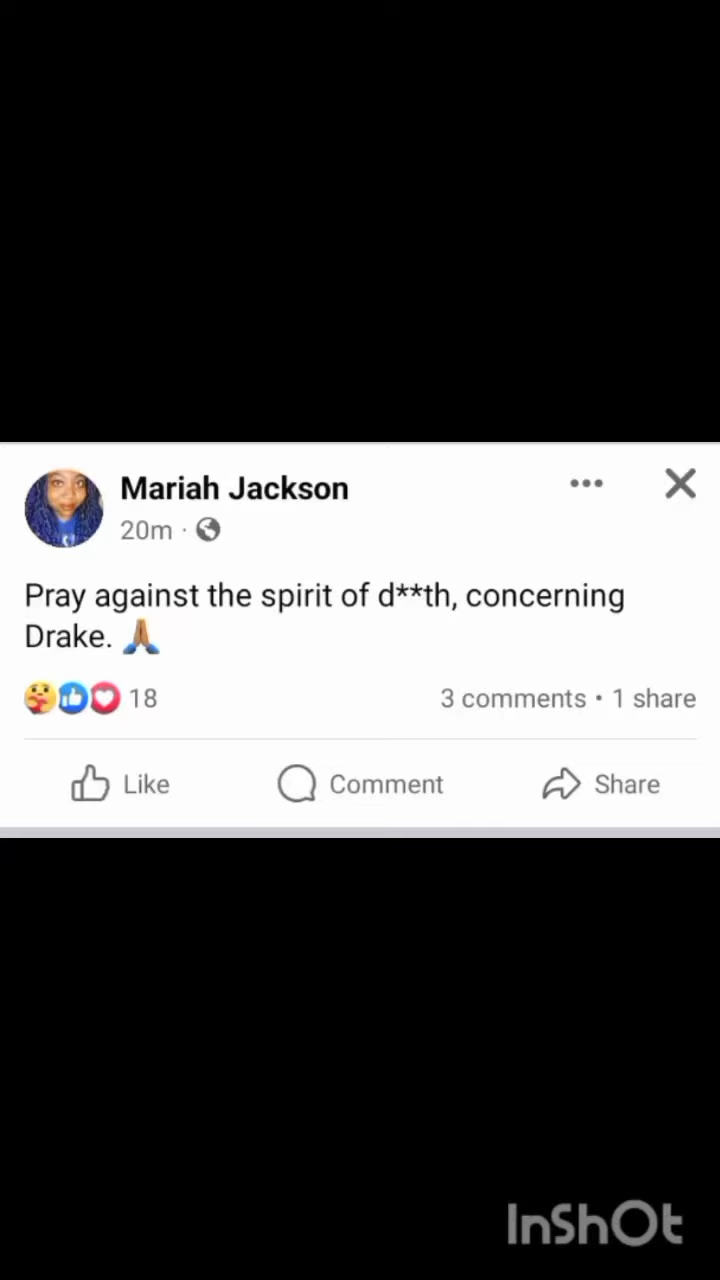 Mariah Jackson
20m ·
Pray against the spirit of d**th, concerning
Drake. 🙏🏾
18
3 comments • 1 share
Like
Comment
Share
InShOt